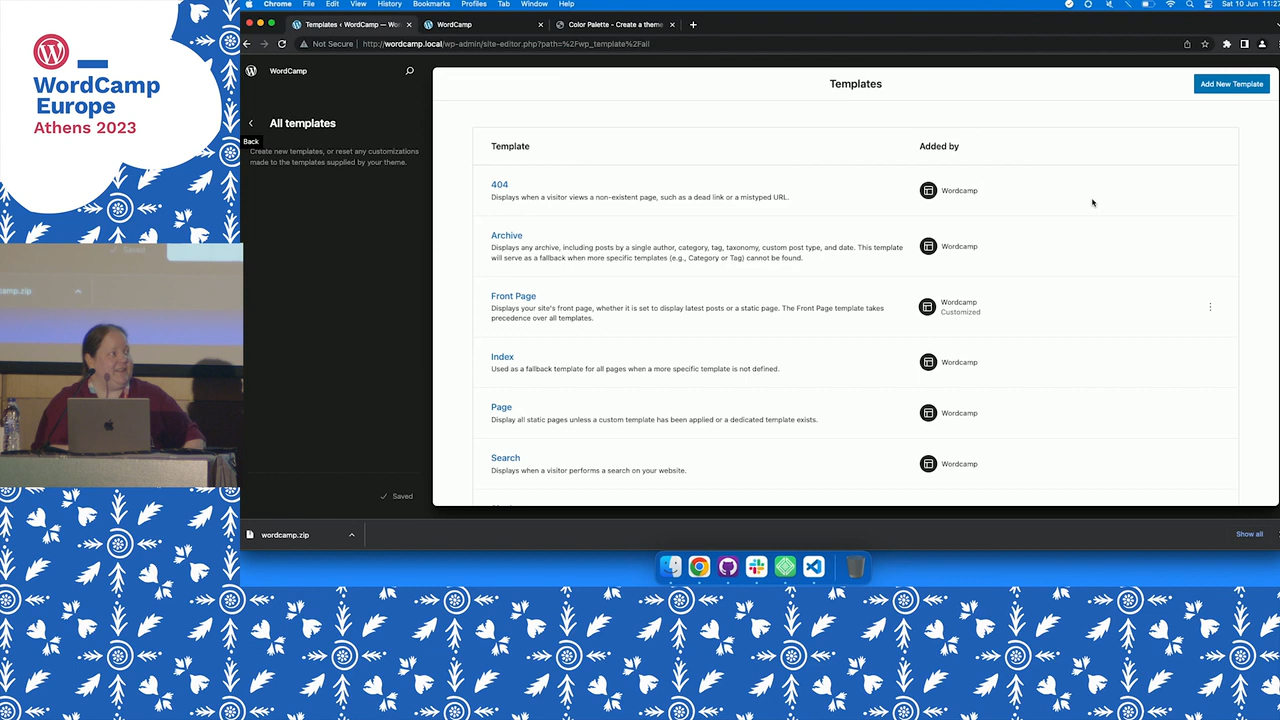 WordCamp
Europe
Athens 2023
Chrome File Edit View History Bookmarks Profiles Tab Window Help
Sat 10 Jun
Templates ‹ WordCamp — Wor
WordCamp
Color Palette - Create a theme
Not Secure
http://wordcamp.local/wp-admin/site-editor.php?path=%2Fwp_template%2Fall
WordCamp
All templates
Back
Create new templates, or reset any customizations
made to the templates supplied by your theme.
Saved
Templates
Add New Template
Template
Added by
404
Displays when a visitor views a non-existent page, such as a dead link or a mistyped URL.
Wordcamp
Archive
Displays any archive, including posts by a single author, category, tag, taxonomy, custom post type, and date. This template
will serve as a fallback when more specific templates (e.g., Category or Tag) cannot be found.
Wordcamp
Front Page
Displays your site's front page, whether it is set to display latest posts or a static page. The Front Page template takes
precedence over all templates.
Wordcamp
Customized
Index
Used as a fallback template for all pages when a more specific template is not defined.
Wordcamp
Page
Display all static pages unless a custom template has been applied or a dedicated template exists.
Wordcamp
Search
Displays when a visitor performs a search on your website.
Wordcamp
wordcamp.zip
Show all
camp.zip